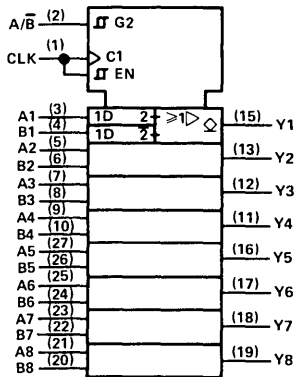 A/B̅ (2) G2
CLK (1) C1
EN
A1 (3) 1D 2 ≥1 ▷ ◇ (15) Y1
B1 (4) 1D 2̅
A2 (5) (13) Y2
B2 (6)
A3 (7) (12) Y3
B3 (8)
A4 (9) (11) Y4
B4 (10)
A5 (27) (16) Y5
B5 (26)
A6 (25) (17) Y6
B6 (24)
A7 (23) (18) Y7
B7 (22)
A8 (21) (19) Y8
B8 (20)